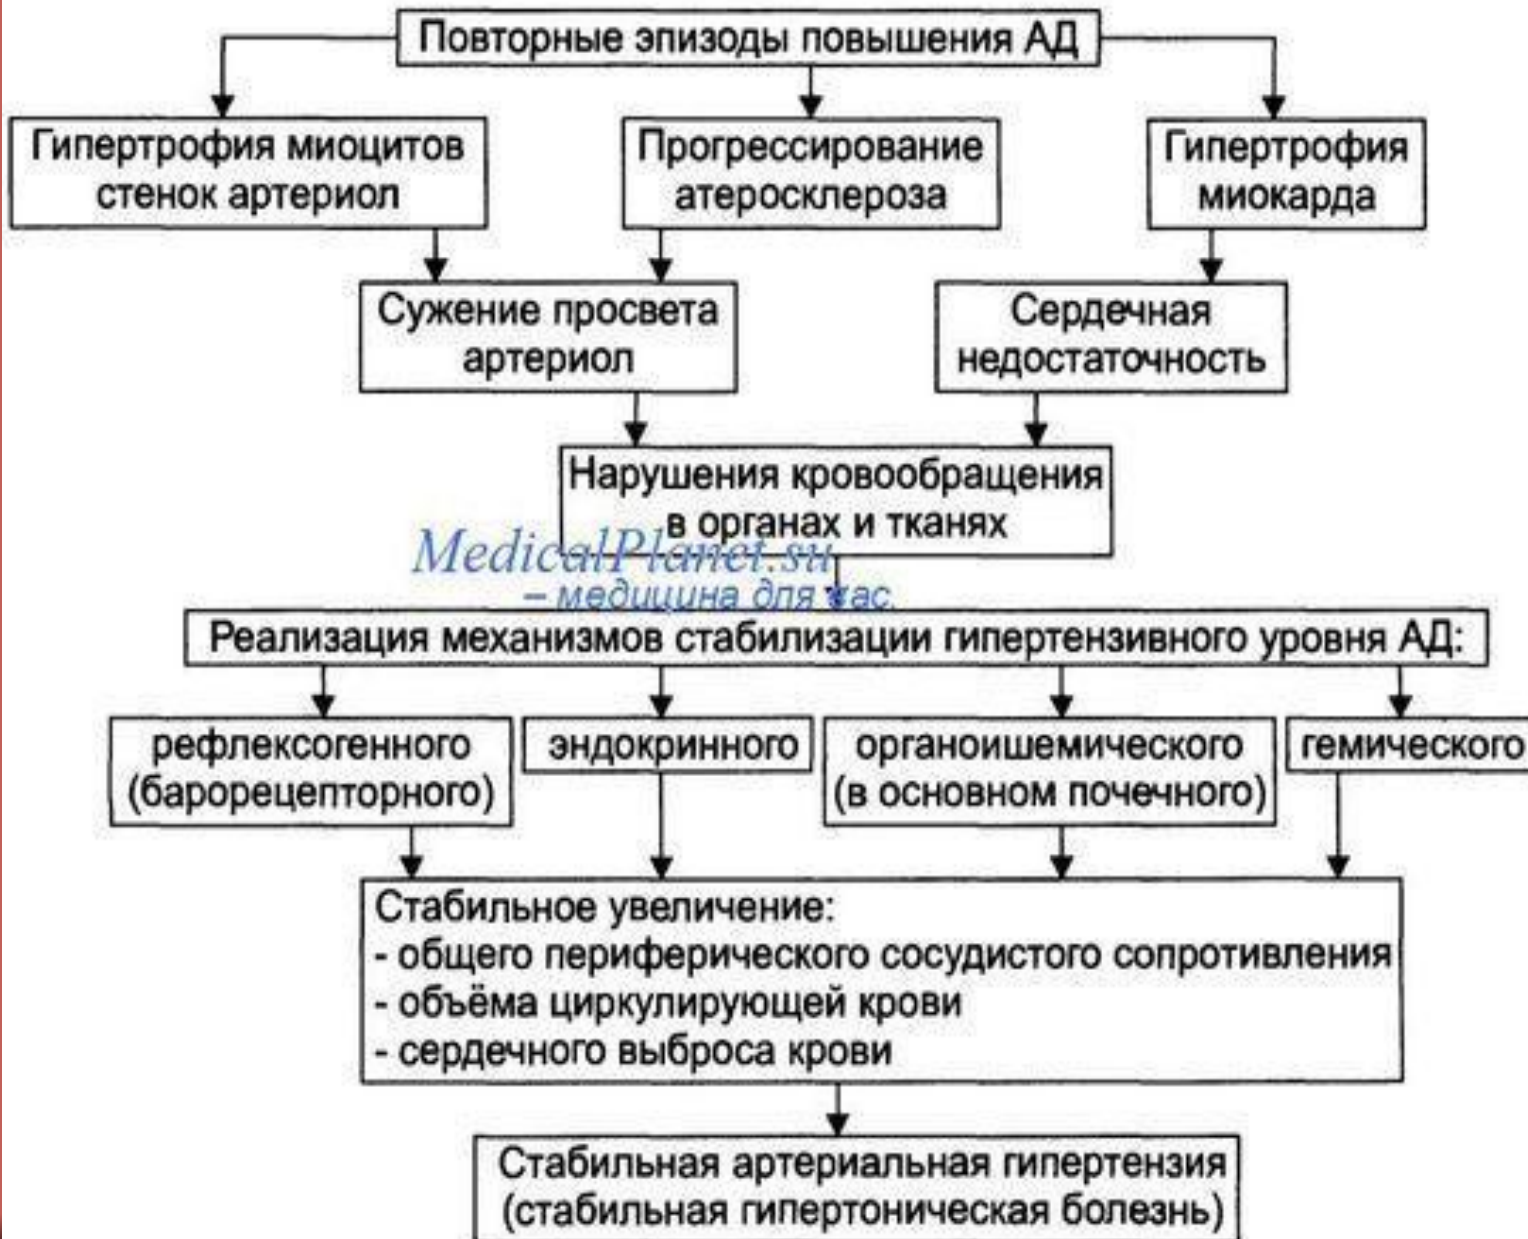 Повторные эпизоды повышения АД
Гипертрофия миоцитов
стенок артериол
Прогрессирование
атеросклероза
Гипертрофия
миокарда
Сужение просвета
артериол
Сердечная
недостаточность
Нарушения кровообращения
в органах и тканях
MedicalPlanet.su
– медицина для вас.
Реализация механизмов стабилизации гипертензивного уровня АД:
рефлексогенного
(барорецепторного)
эндокринного
органоишемического
(в основном почечного)
гемического
Стабильное увеличение:
- общего периферического сосудистого сопротивления
- объёма циркулирующей крови
- сердечного выброса крови
Стабильная артериальная гипертензия
(стабильная гипертоническая болезнь)